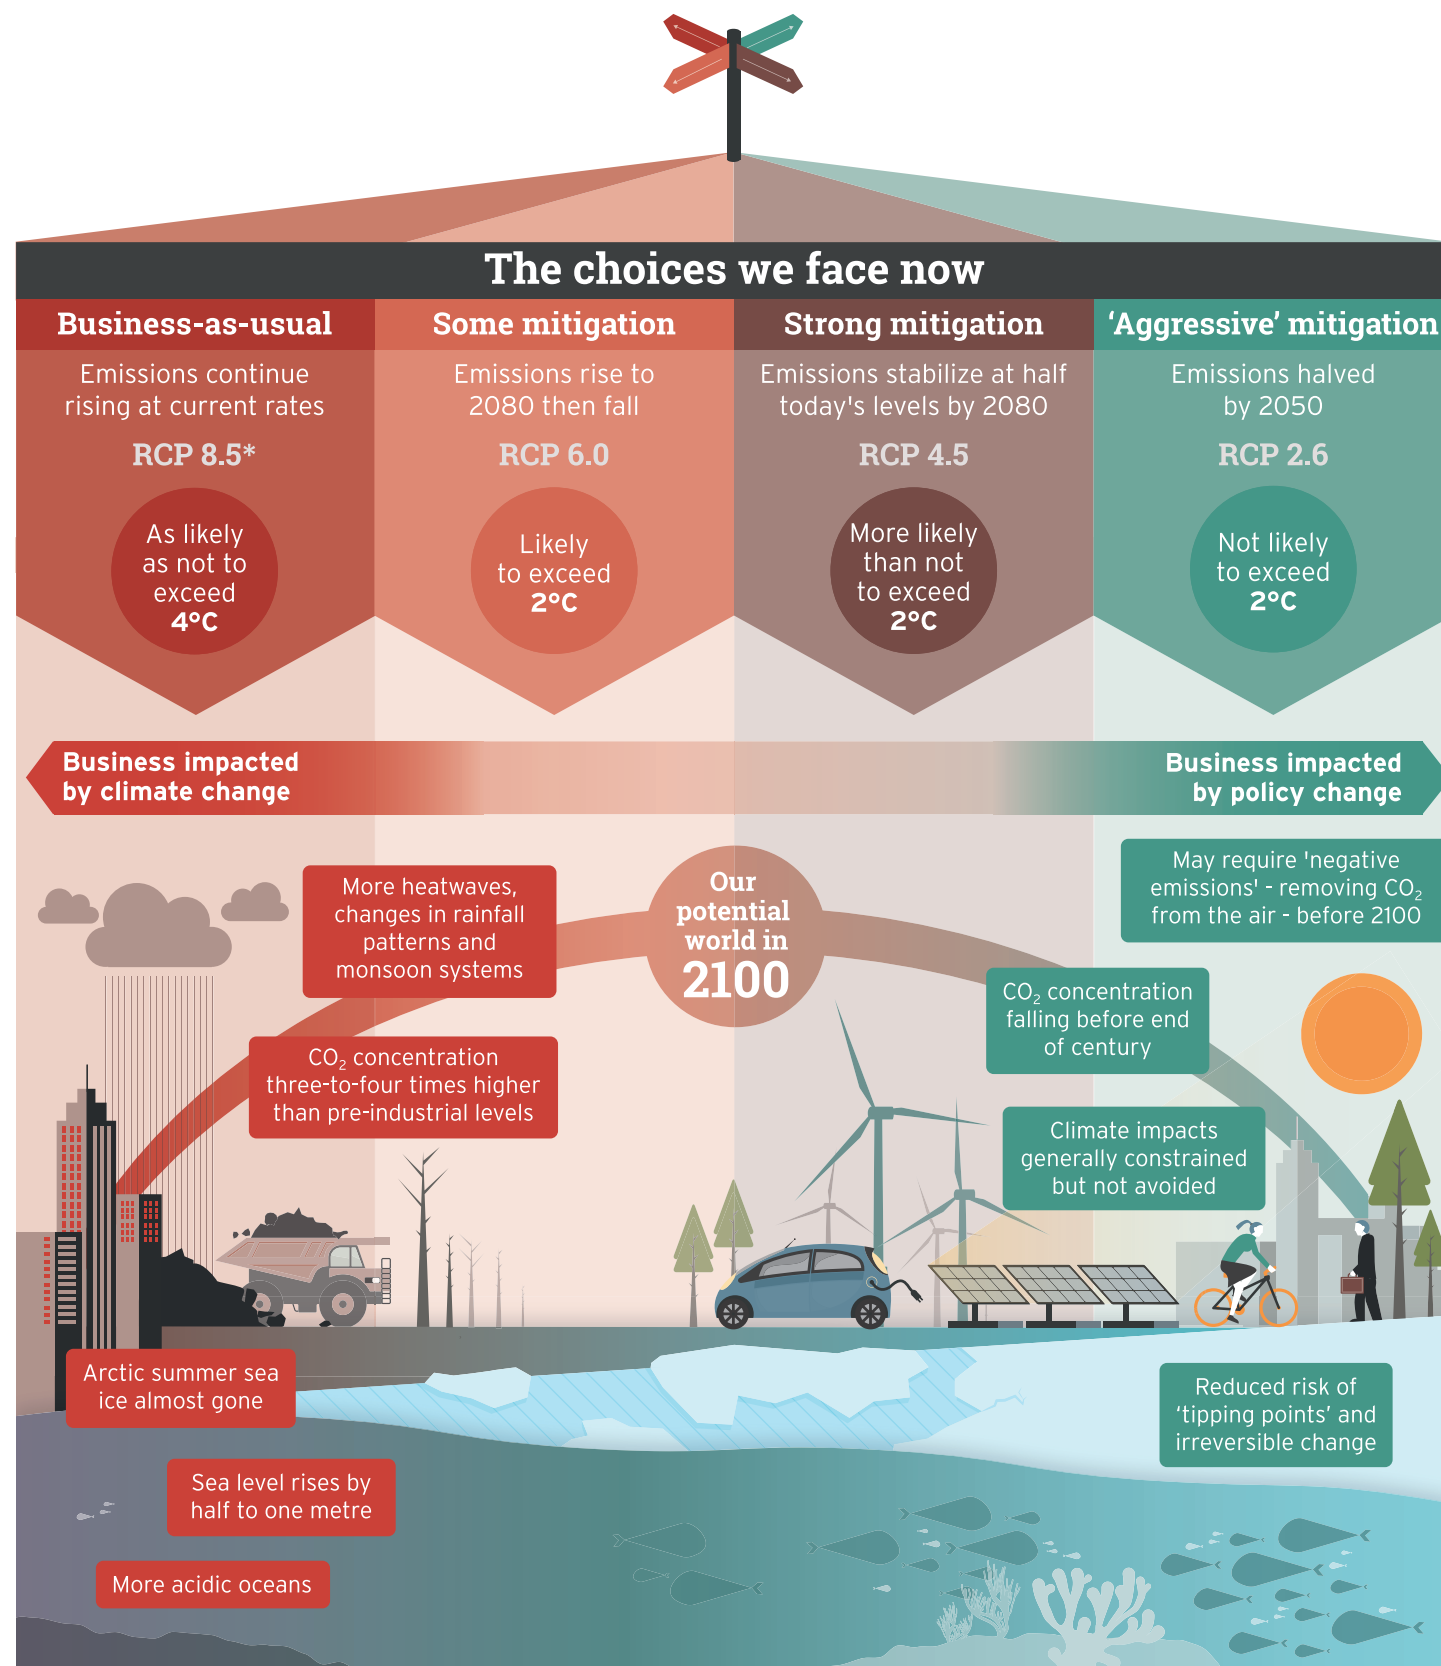 The choices we face now
Business-as-usual
Emissions continue
rising at current rates
RCP 8.5*
As likely
as not to
exceed
4°C
Some mitigation
Emissions rise to
2080 then fall
RCP 6.0
Likely
to exceed
2°C
Strong mitigation
Emissions stabilize at half
today's levels by 2080
RCP 4.5
More likely
than not
to exceed
2°C
‘Aggressive’ mitigation
Emissions halved
by 2050
RCP 2.6
Not likely
to exceed
2°C
Business impacted
by climate change
Business impacted
by policy change
More heatwaves,
changes in rainfall
patterns and
monsoon systems
CO₂ concentration
three-to-four times higher
than pre-industrial levels
Our
potential
world in
2100
May require 'negative
emissions' - removing CO₂
from the air - before 2100
CO₂ concentration
falling before end
of century
Climate impacts
generally constrained
but not avoided
Arctic summer sea
ice almost gone
Sea level rises by
half to one metre
More acidic oceans
Reduced risk of
‘tipping points’ and
irreversible change